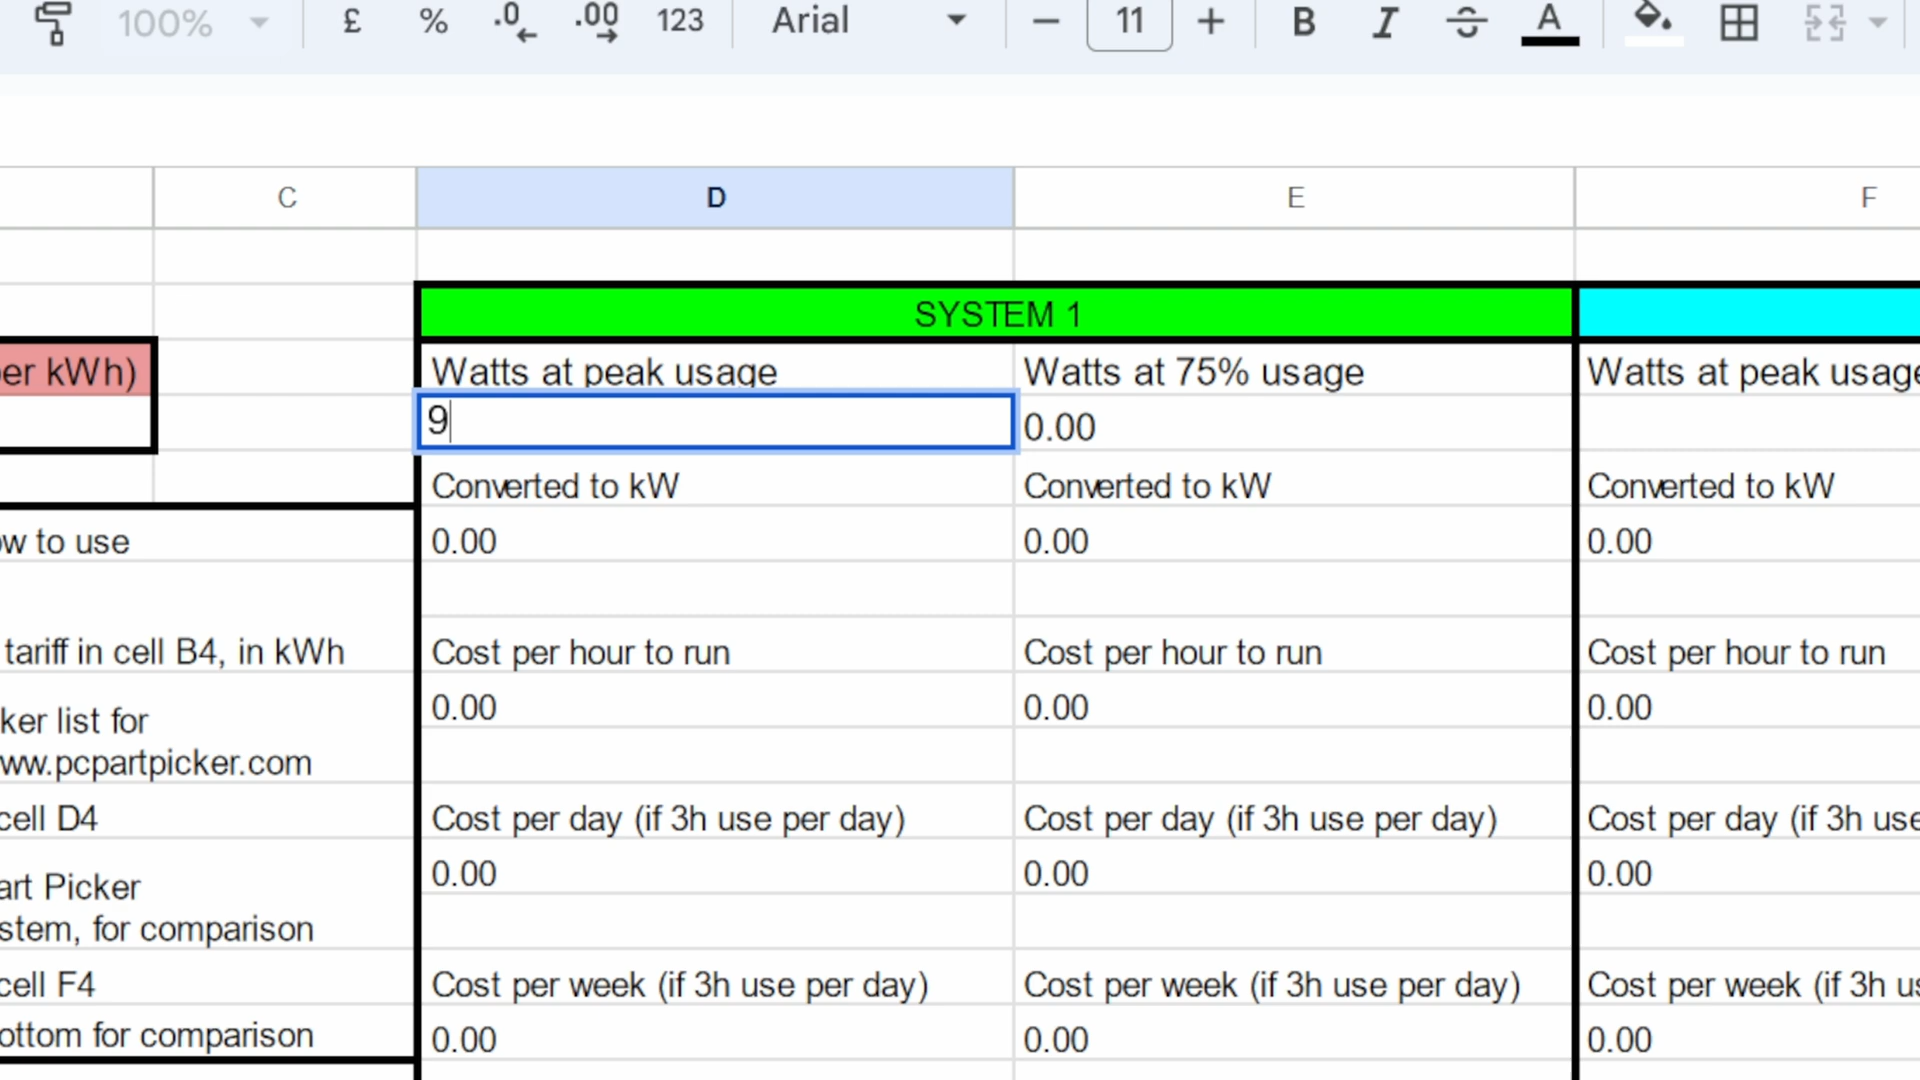 100%
£ % .0 .00 123 Arial 11 B I S A
C D E F
SYSTEM 1
er kWh) Watts at peak usage Watts at 75% usage Watts at peak usage
9 0.00
Converted to kW Converted to kW Converted to kW
ow to use 0.00 0.00 0.00
tariff in cell B4, in kWh Cost per hour to run Cost per hour to run Cost per hour to run
0.00 0.00 0.00
ker list for
ww.pcpartpicker.com
cell D4 Cost per day (if 3h use per day) Cost per day (if 3h use per day) Cost per day (if 3h use
0.00 0.00 0.00
art Picker
stem, for comparison
cell F4 Cost per week (if 3h use per day) Cost per week (if 3h use per day) Cost per week (if 3h us
ottom for comparison 0.00 0.00 0.00